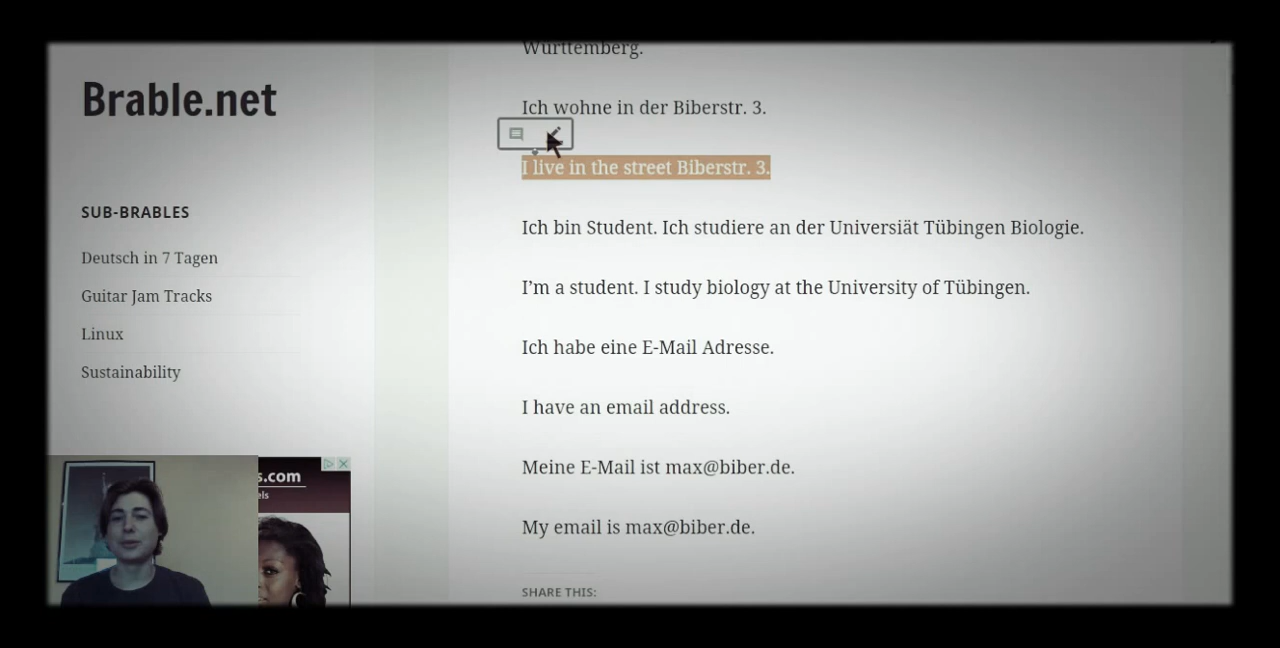 Brable.net
SUB-BRABLES
Deutsch in 7 Tagen
Guitar Jam Tracks
Linux
Sustainability
s.com
els
Württemberg.
Ich wohne in der Biberstr. 3.
I live in the street Biberstr. 3.
Ich bin Student. Ich studiere an der Universiät Tübingen Biologie.
I’m a student. I study biology at the University of Tübingen.
Ich habe eine E-Mail Adresse.
I have an email address.
Meine E-Mail ist max@biber.de.
My email is max@biber.de.
SHARE THIS: